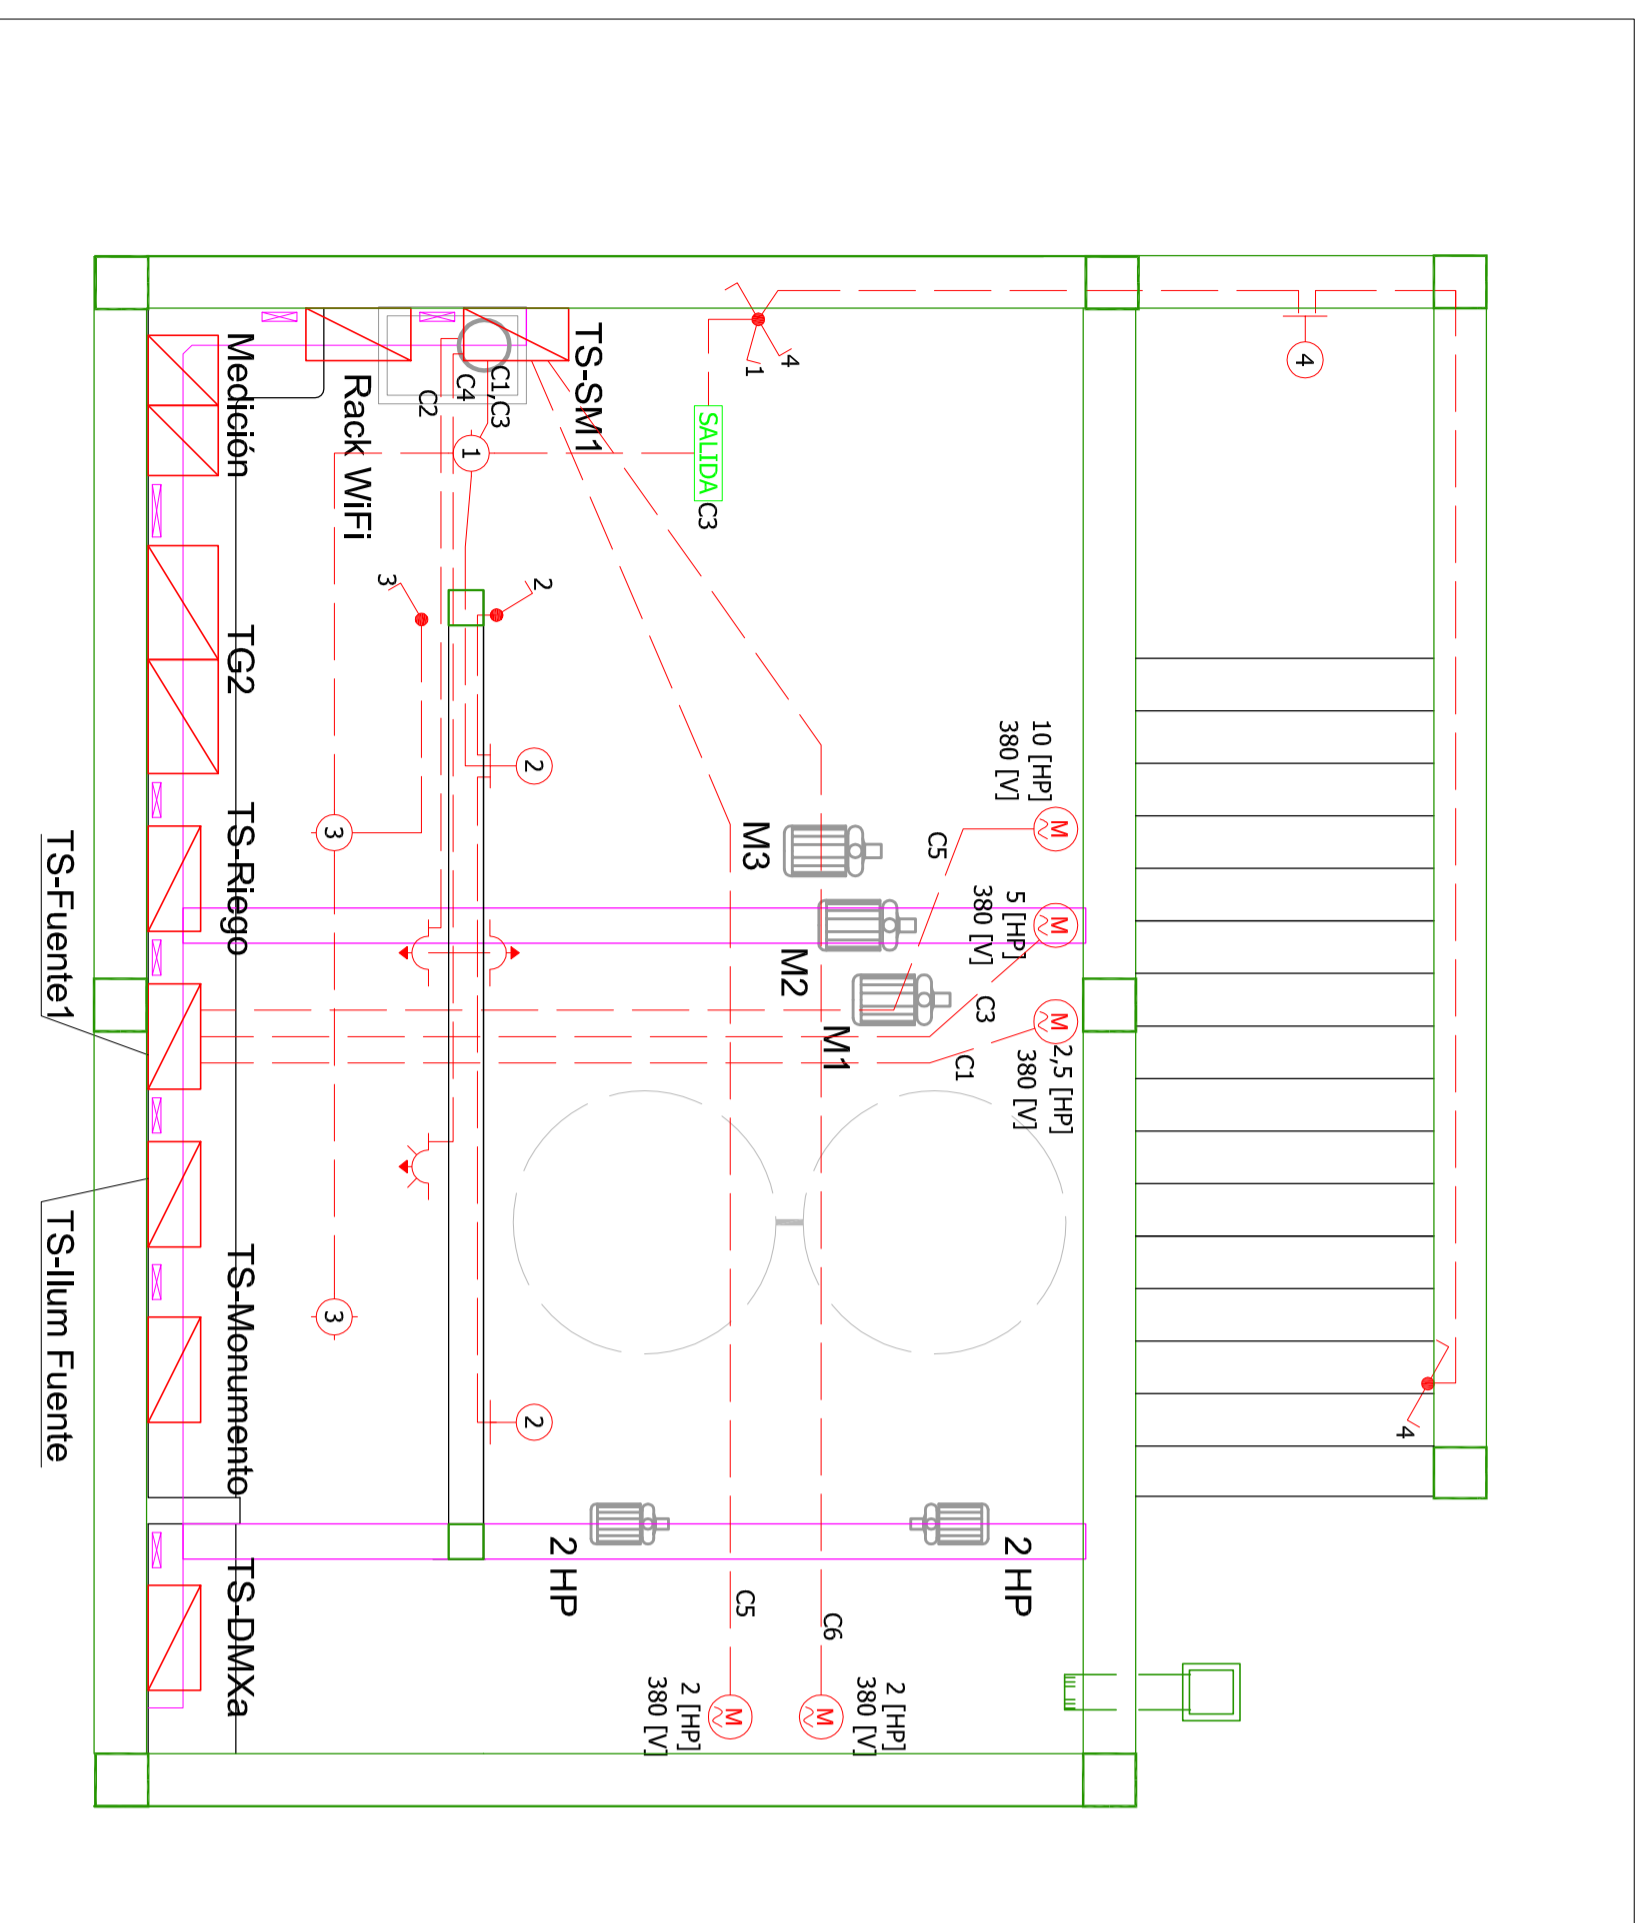 4
4
1
SALIDA
C3
TS-SM1
C1,C3
C4
C2
1
Rack WiFi
Medición
2
3
TG2
2
3
TS-Riego
10 [HP]
380 [V]
M
C5
M3
5 [HP]
380 [V]
M
M2
C3
2,5 [HP]
380 [V]
M
M1
C1
TS-Fuente1
TS-Ilum Fuente
TS-Monumento
3
2
4
2 HP
2 HP
TS-DMXa
C5
C6
2 [HP]
380 [V]
M
2 [HP]
380 [V]
M